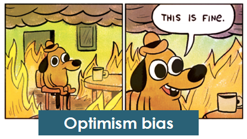 THIS IS FINE.
Optimism bias